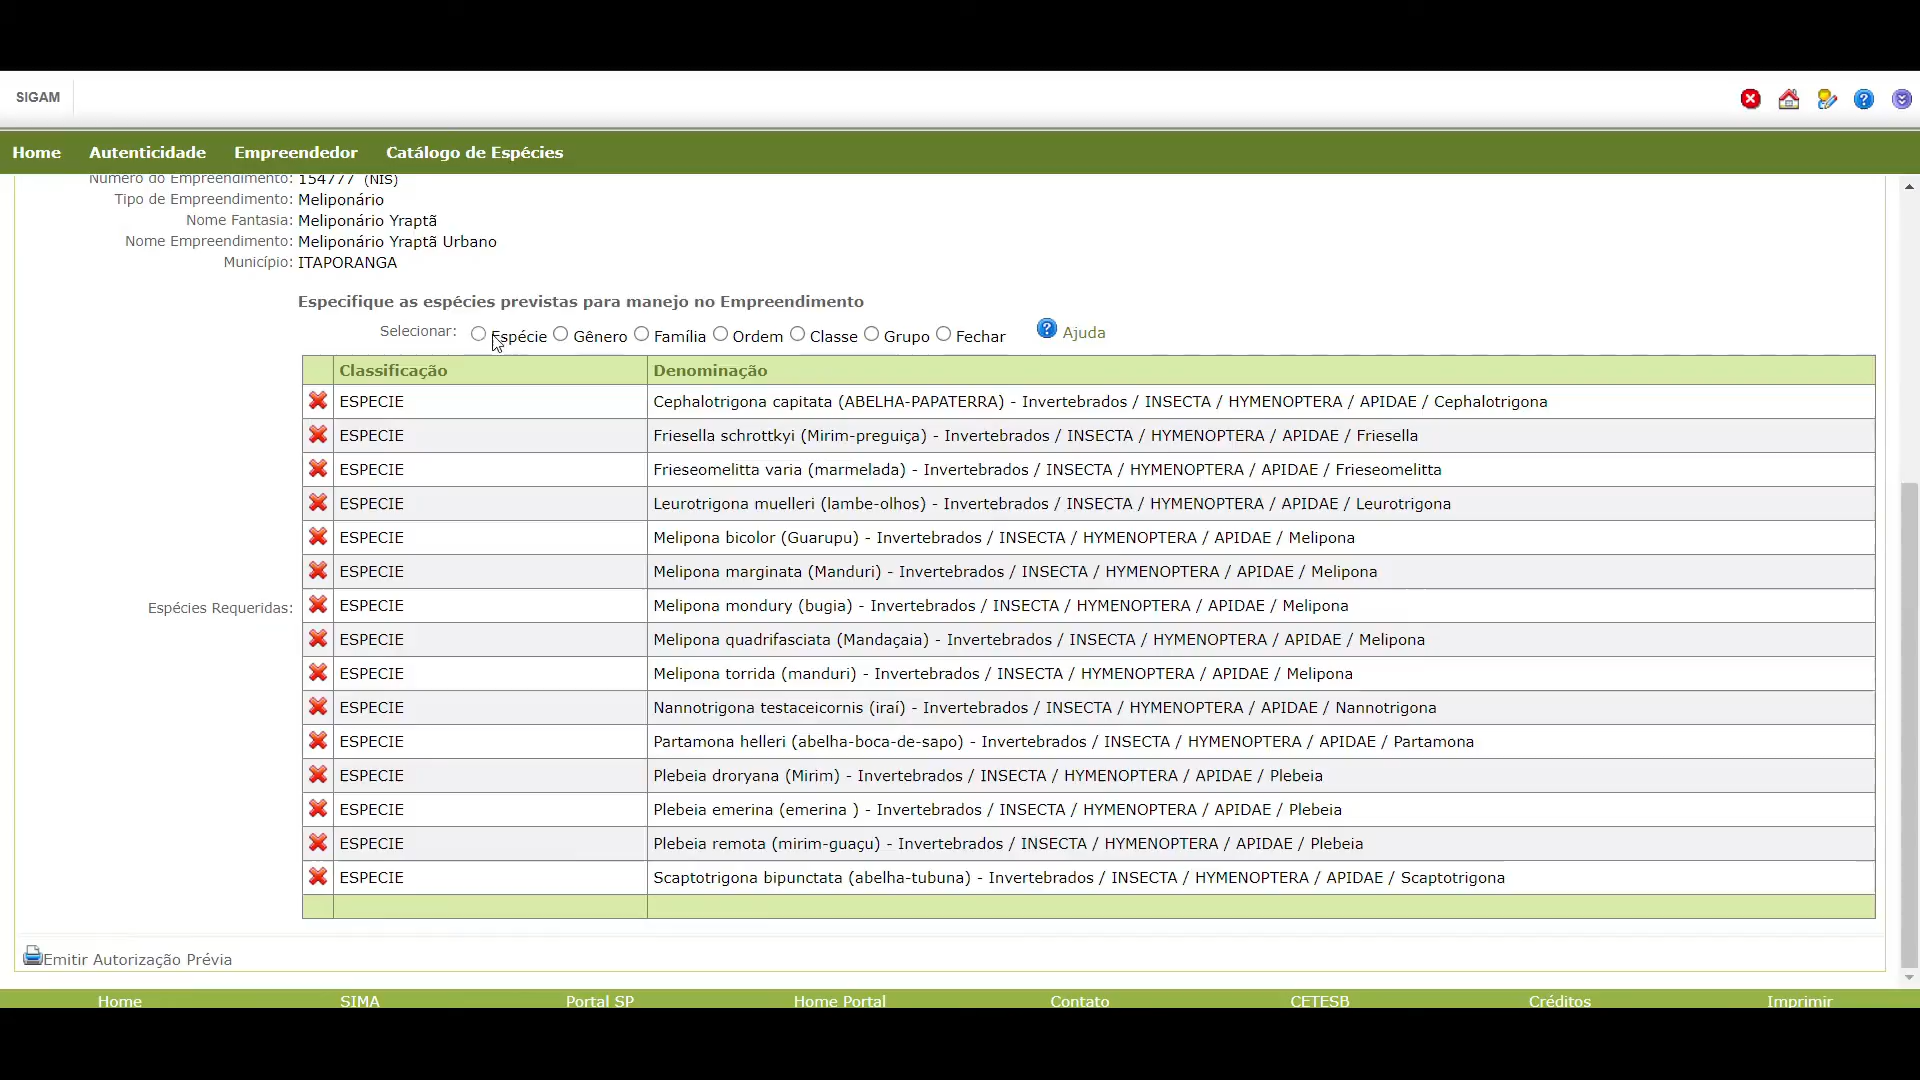 SIGAM
Home Autenticidade Empreendedor Catálogo de Espécies
Número do Empreendimento: 154777 (NIS)
Tipo de Empreendimento: Meliponário
Nome Fantasia: Meliponário Yraptã
Nome Empreendimento: Meliponário Yraptã Urbano
Município: ITAPORANGA
Especifique as espécies previstas para manejo no Empreendimento
Selecionar: Espécie Gênero Família Ordem Classe Grupo Fechar Ajuda
Classificação Denominação
ESPECIE Cephalotrigona capitata (ABELHA-PAPATERRA) - Invertebrados / INSECTA / HYMENOPTERA / APIDAE / Cephalotrigona
ESPECIE Friesella schrottkyi (Mirim-preguiça) - Invertebrados / INSECTA / HYMENOPTERA / APIDAE / Friesella
ESPECIE Frieseomelitta varia (marmelada) - Invertebrados / INSECTA / HYMENOPTERA / APIDAE / Frieseomelitta
ESPECIE Leurotrigona muelleri (lambe-olhos) - Invertebrados / INSECTA / HYMENOPTERA / APIDAE / Leurotrigona
ESPECIE Melipona bicolor (Guarupu) - Invertebrados / INSECTA / HYMENOPTERA / APIDAE / Melipona
ESPECIE Melipona marginata (Manduri) - Invertebrados / INSECTA / HYMENOPTERA / APIDAE / Melipona
Espécies Requeridas: ESPECIE Melipona mondury (bugia) - Invertebrados / INSECTA / HYMENOPTERA / APIDAE / Melipona
ESPECIE Melipona quadrifasciata (Mandaçaia) - Invertebrados / INSECTA / HYMENOPTERA / APIDAE / Melipona
ESPECIE Melipona torrida (manduri) - Invertebrados / INSECTA / HYMENOPTERA / APIDAE / Melipona
ESPECIE Nannotrigona testaceicornis (iraí) - Invertebrados / INSECTA / HYMENOPTERA / APIDAE / Nannotrigona
ESPECIE Partamona helleri (abelha-boca-de-sapo) - Invertebrados / INSECTA / HYMENOPTERA / APIDAE / Partamona
ESPECIE Plebeia droryana (Mirim) - Invertebrados / INSECTA / HYMENOPTERA / APIDAE / Plebeia
ESPECIE Plebeia emerina (emerina ) - Invertebrados / INSECTA / HYMENOPTERA / APIDAE / Plebeia
ESPECIE Plebeia remota (mirim-guaçu) - Invertebrados / INSECTA / HYMENOPTERA / APIDAE / Plebeia
ESPECIE Scaptotrigona bipunctata (abelha-tubuna) - Invertebrados / INSECTA / HYMENOPTERA / APIDAE / Scaptotrigona
Emitir Autorização Prévia
Home SIMA Portal SP Home Portal Contato CETESB Créditos Imprimir